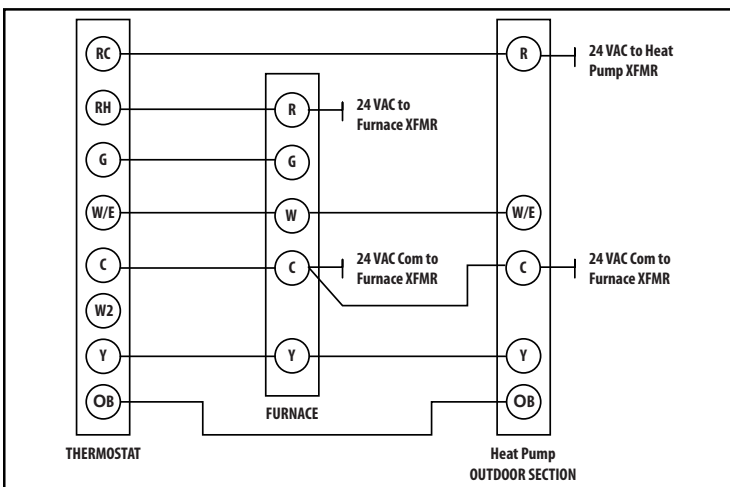 RC
R
24 VAC to Heat
Pump XFMR
RH
R
24 VAC to
Furnace XFMR
G
G
W/E
W
W/E
C
C
24 VAC Com to
Furnace XFMR
C
24 VAC Com to
Furnace XFMR
W2
Y
Y
Y
OB
OB
FURNACE
THERMOSTAT
Heat Pump
OUTDOOR SECTION